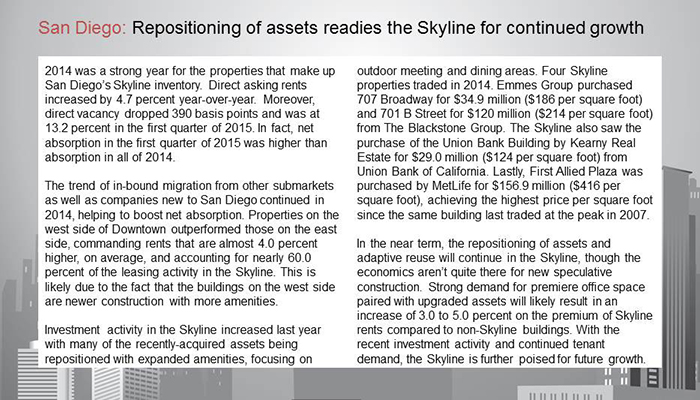 San Diego: Repositioning of assets readies the Skyline for continued growth
2014 was a strong year for the properties that make up
San Diego's Skyline inventory. Direct asking rents
increased by 4.7 percent year-over-year. Moreover,
direct vacancy dropped 390 basis points and was at
13.2 percent in the first quarter of 2015. In fact, net
absorption in the first quarter of 2015 was higher than
absorption in all of 2014.
The trend of in-bound migration from other submarkets
as well as companies new to San Diego continued in
2014, helping to boost net absorption. Properties on the
west side of Downtown outperformed those on the east
side, commanding rents that are almost 4.0 percent
higher, on average, and accounting for nearly 60.0
percent of the leasing activity in the Skyline. This is
likely due to the fact that the buildings on the west side
are newer construction with more amenities.
Investment activity in the Skyline increased last year
with many of the recently-acquired assets being
repositioned with expanded amenities, focusing on
outdoor meeting and dining areas. Four Skyline
properties traded in 2014. Emmes Group purchased
707 Broadway for $34.9 million ($186 per square foot)
and 701 B Street for $120 million ($214 per square foot)
from The Blackstone Group. The Skyline also saw the
purchase of the Union Bank Building by Kearny Real
Estate for $29.0 million ($124 per square foot) from
Union Bank of California. Lastly, First Allied Plaza was
purchased by MetLife for $156.9 million ($416 per
square foot), achieving the highest price per square foot
since the same building last traded at the peak in 2007.
In the near term, the repositioning of assets and
adaptive reuse will continue in the Skyline, though the
economics aren't quite there for new speculative
construction. Strong demand for premiere office space
paired with upgraded assets will likely result in an
increase of 3.0 to 5.0 percent on the premium of Skyline
rents compared to non-Skyline buildings. With the
recent investment activity and continued tenant
demand, the Skyline is further poised for future growth.